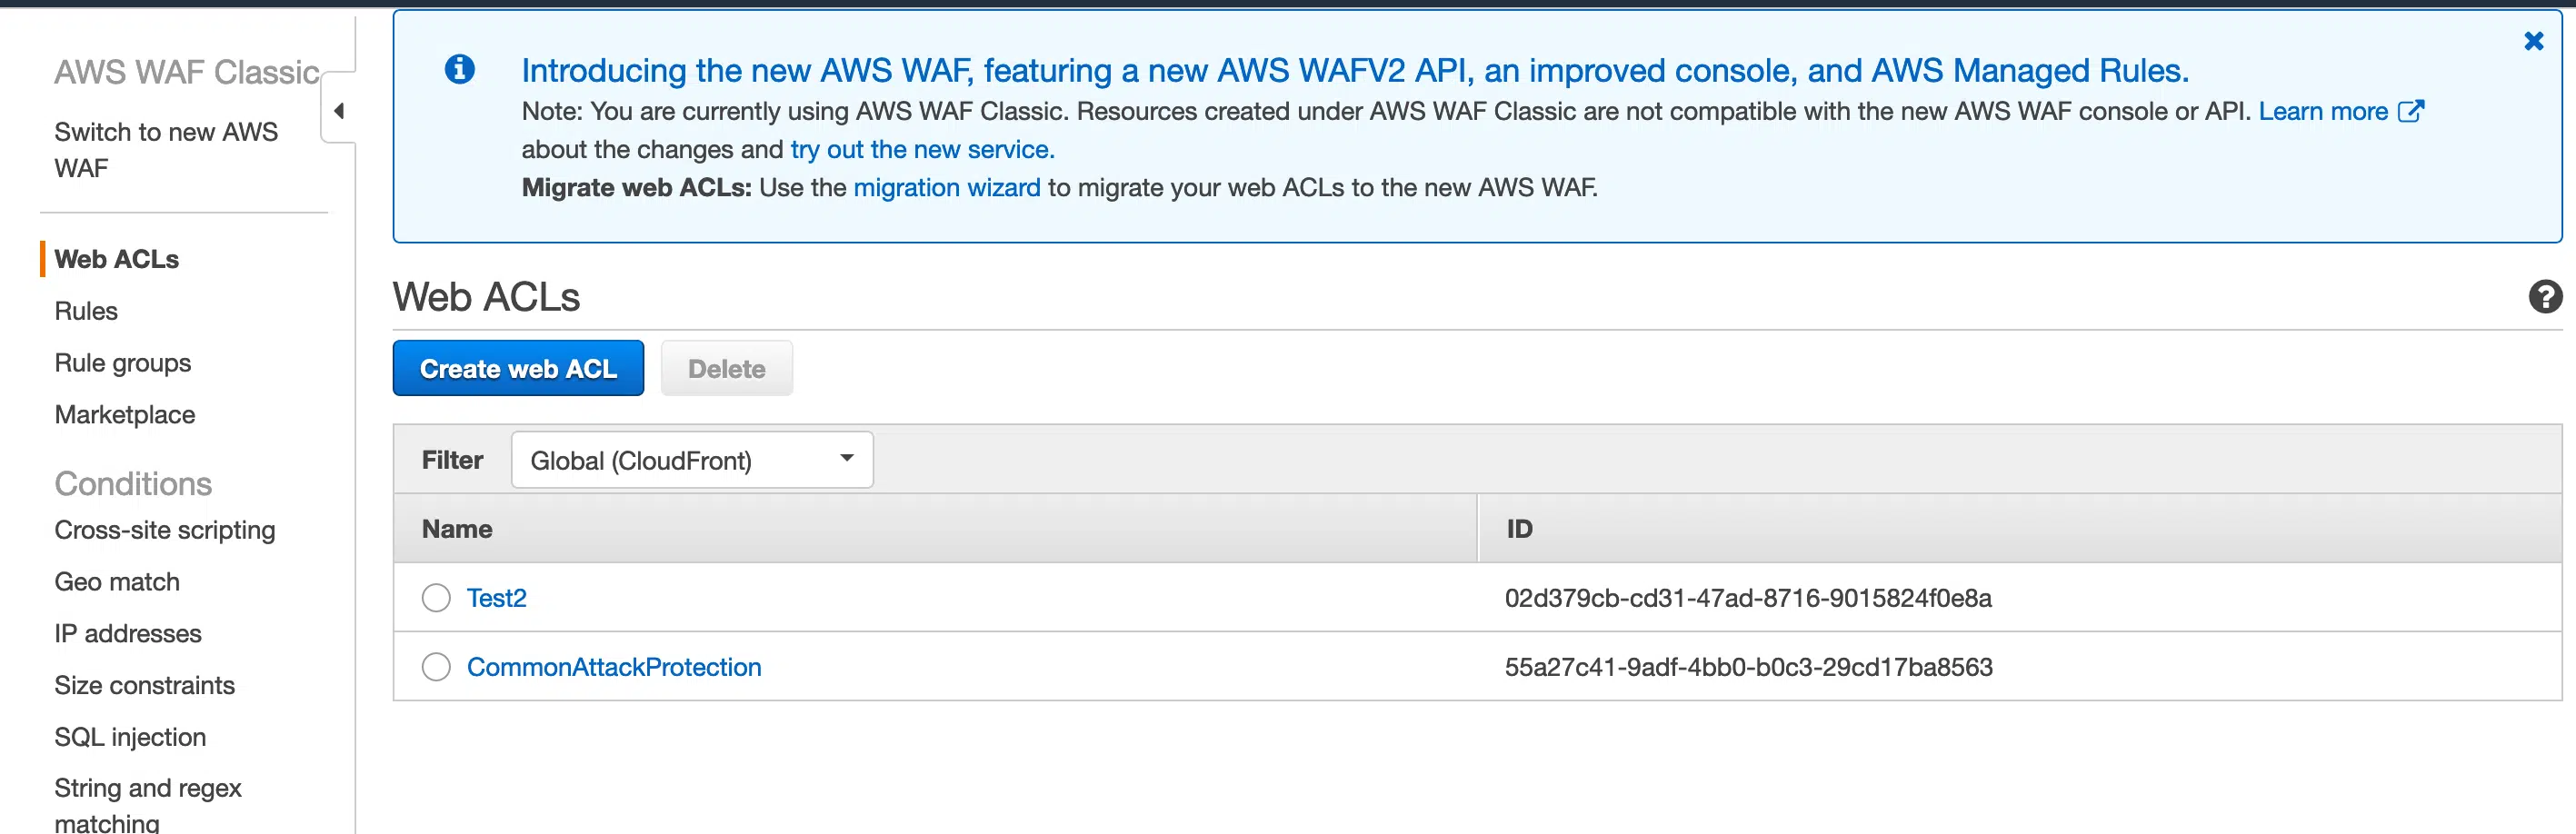 AWS WAF Classic
Switch to new AWS
WAF
Web ACLs
Rules
Rule groups
Marketplace
Conditions
Cross-site scripting
Geo match
IP addresses
Size constraints
SQL injection
String and regex
matching
Introducing the new AWS WAF, featuring a new AWS WAFV2 API, an improved console, and AWS Managed Rules.
Note: You are currently using AWS WAF Classic. Resources created under AWS WAF Classic are not compatible with the new AWS WAF console or API. Learn more
about the changes and try out the new service.
Migrate web ACLs: Use the migration wizard to migrate your web ACLs to the new AWS WAF.
Web ACLs
Create web ACL Delete
Filter Global (CloudFront)
Name ID
Test2 02d379cb-cd31-47ad-8716-9015824f0e8a
CommonAttackProtection 55a27c41-9adf-4bb0-b0c3-29cd17ba8563